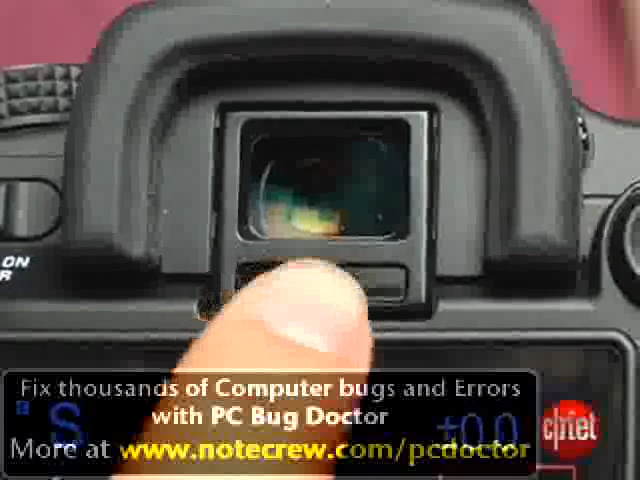 ON
R
Fix thousands of Computer bugs and Errors
with PC Bug Doctor
S
±0.0
More at www.notecrew.com/pcdoctor